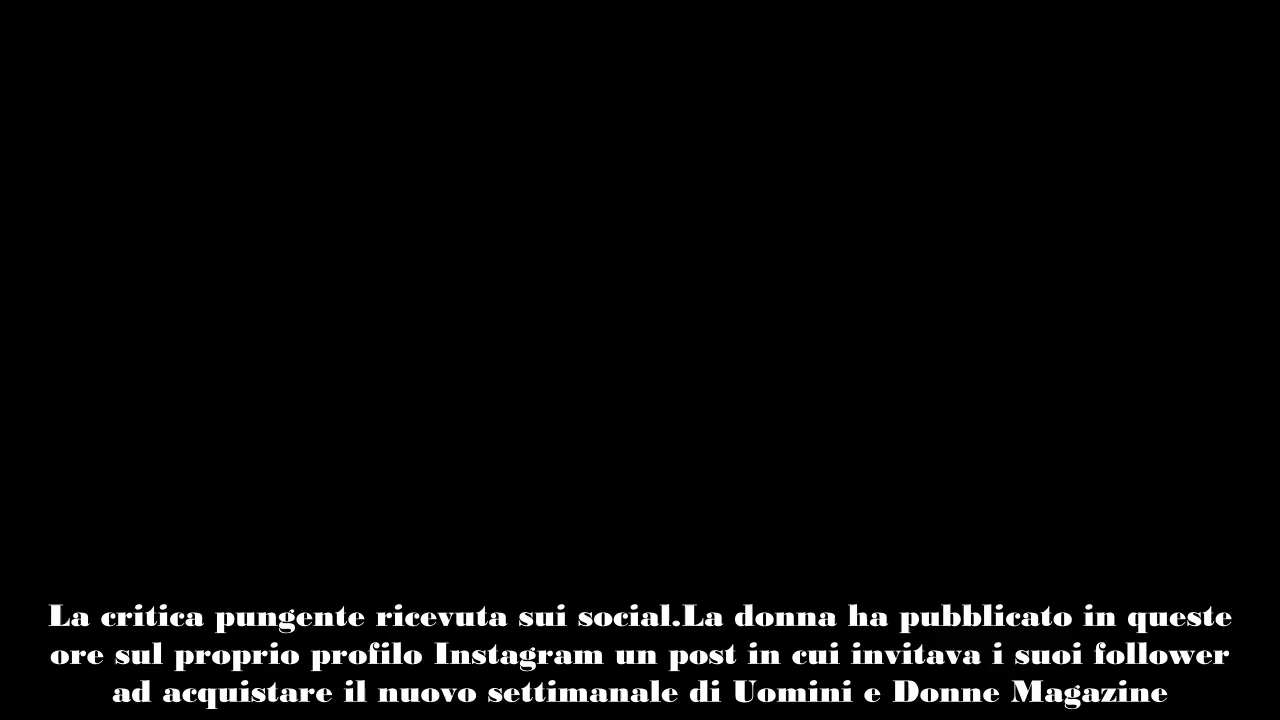 La critica pungente ricevuta sui social.La donna ha pubblicato in queste
ore sul proprio profilo Instagram un post in cui invitava i suoi follower
ad acquistare il nuovo settimanale di Uomini e Donne Magazine